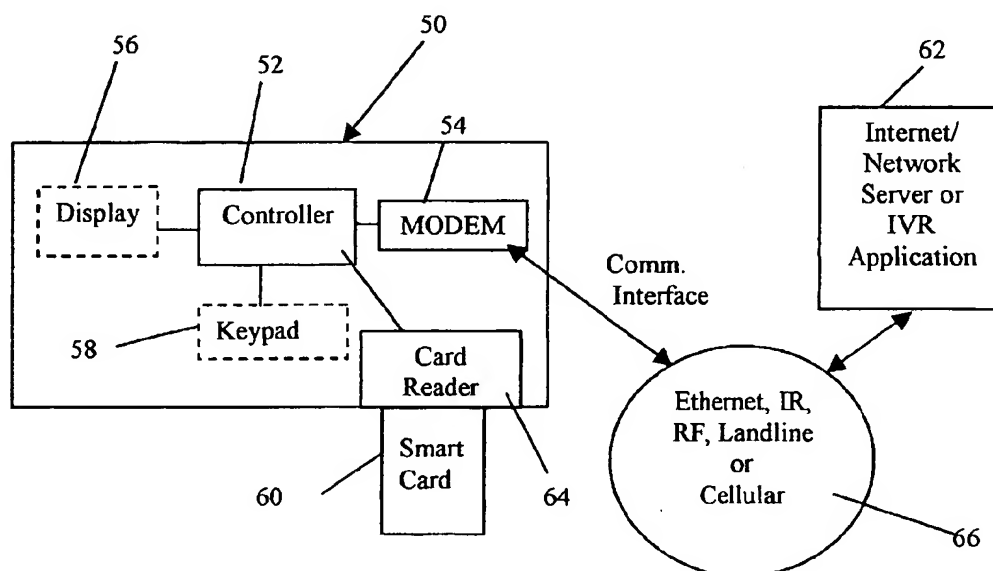 50
56
52
62
54
Internet/
Network
Server or
IVR
Application
Display
Controller
MODEM
Comm.
Interface
58
Keypad
Card
Reader
Ethernet, IR,
RF, Landline
or
Cellular
Smart
Card
60
64
66